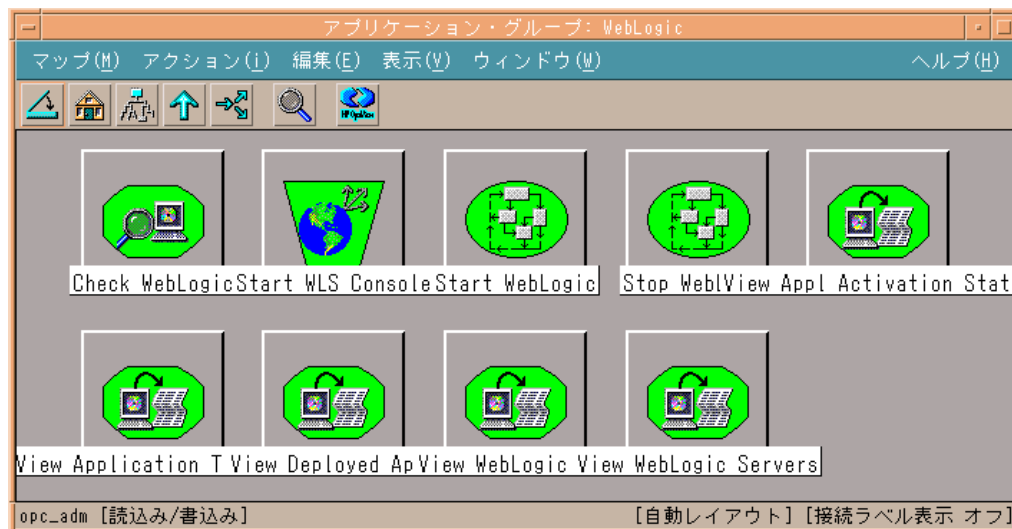 アプリケーション・グループ: WebLogic
マップ(M) アクション(i) 編集(E) 表示(V) ウィンドウ(W) ヘルプ(H)
HP OpenView
Check WebLogic Start WLS Console Start WebLogic Stop Webl View Appl Activation Stat
View Application T View Deployed Ap View WebLogic View WebLogic Servers
opc_adm [読込み/書込み] [自動レイアウト] [接続ラベル表示 オフ]